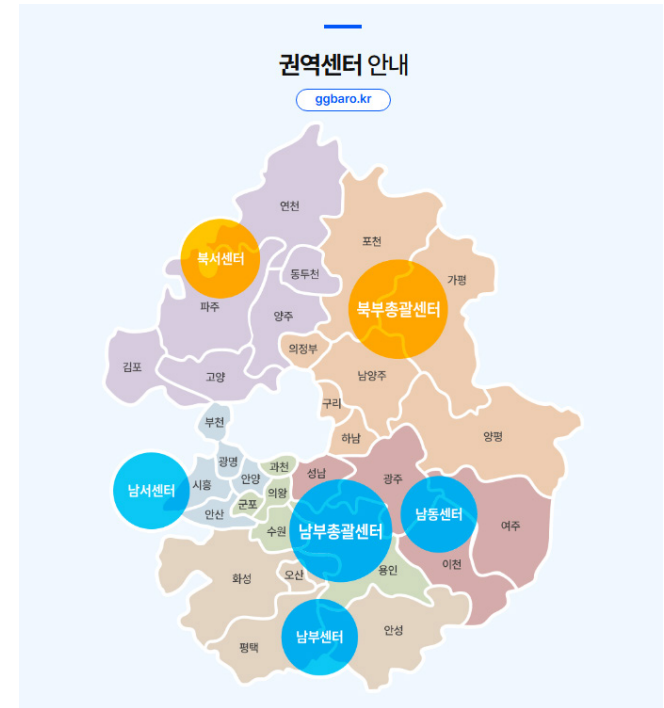 권역센터 안내
ggbaro.kr
연천
포천
북서센터
동두천
가평
파주
북부총괄센터
양주
의정부
김포
고양
남양주
구리
부천
하남
양평
광명
과천
성남
안양
광주
시흥
의왕
남서센터
군포
안산
남동센터
수원
남부총괄센터
여주
이천
용인
오산
화성
안성
남부센터
평택